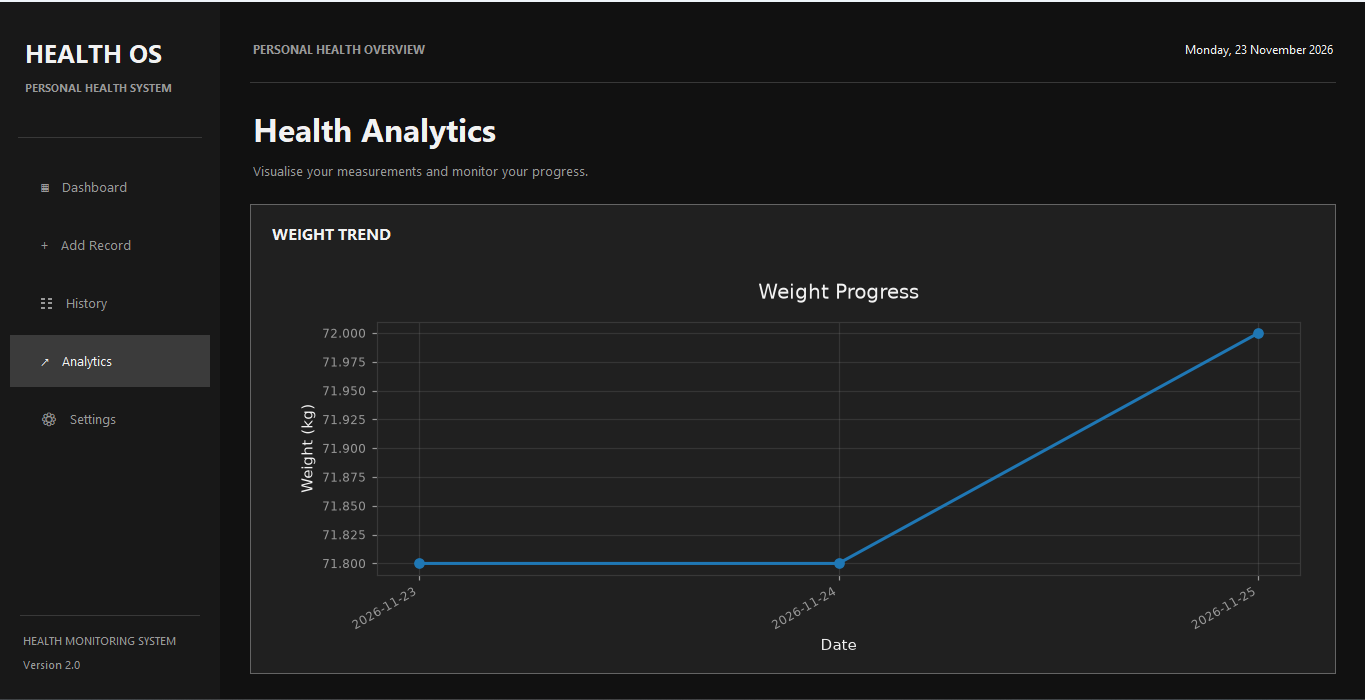 HEALTH OS
PERSONAL HEALTH SYSTEM
Dashboard
+ Add Record
History
↗ Analytics
Settings
HEALTH MONITORING SYSTEM
Version 2.0
PERSONAL HEALTH OVERVIEW
Monday, 23 November 2026
Health Analytics
Visualise your measurements and monitor your progress.
WEIGHT TREND
Weight Progress
Weight (kg)
72.000
71.975
71.950
71.925
71.900
71.875
71.850
71.825
71.800
2026-11-23
2026-11-24
2026-11-25
Date